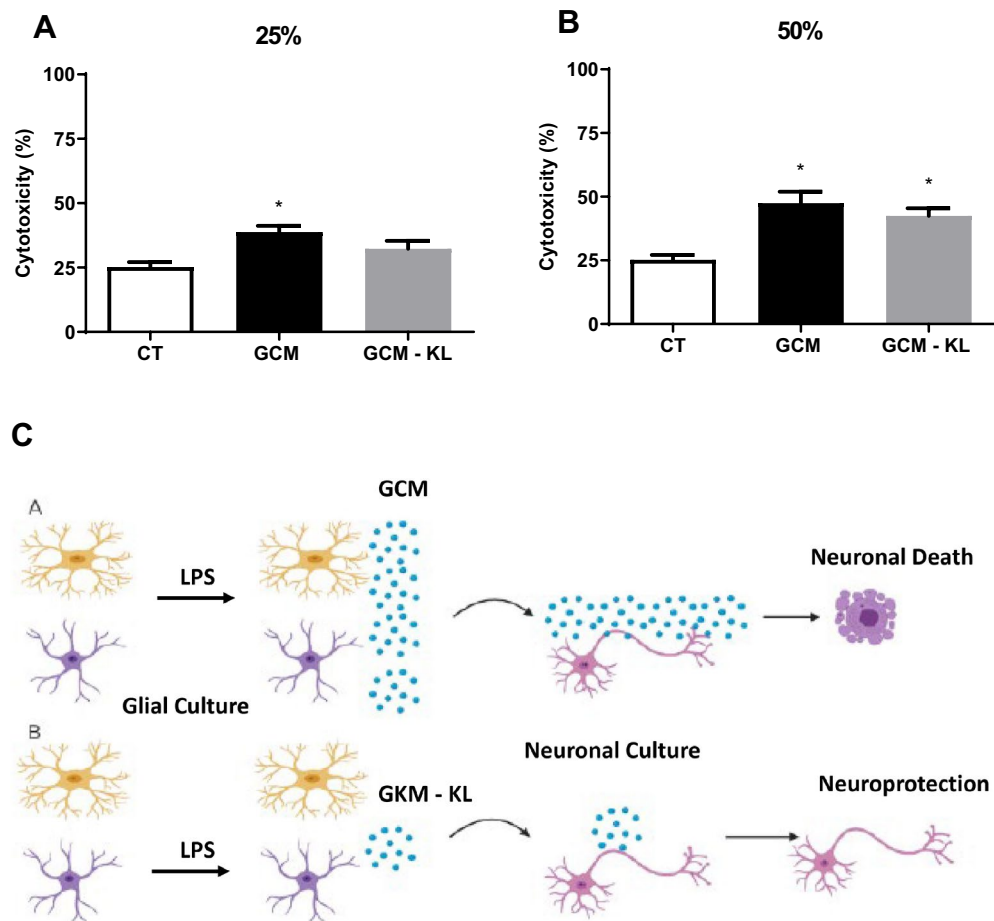 A
25%
Cytotoxicity (%)
100
75
50
25
0
*
CT
GCM
GCM - KL
B
50%
Cytotoxicity (%)
100
75
50
25
0
*
*
CT
GCM
GCM - KL
C
A
GCM
LPS
Neuronal Death
Glial Culture
B
Neuronal Culture
GKM - KL
Neuroprotection
LPS